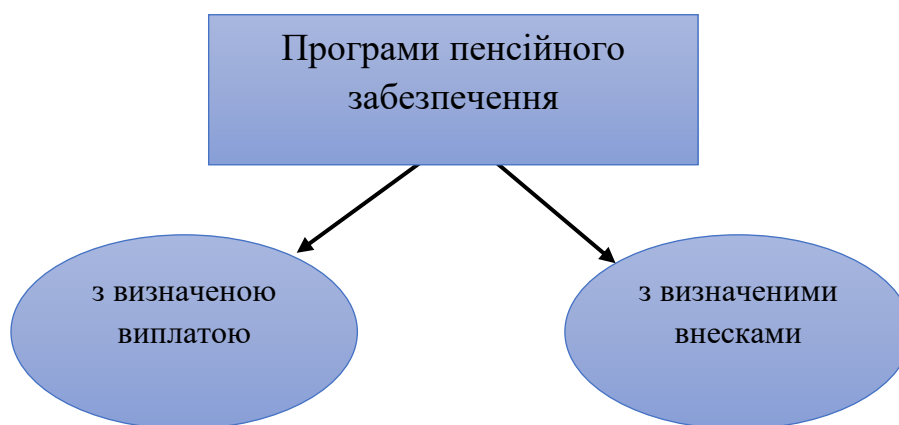 Програми пенсійного
забезпечення
з визначеною
виплатою
з визначеними
внесками